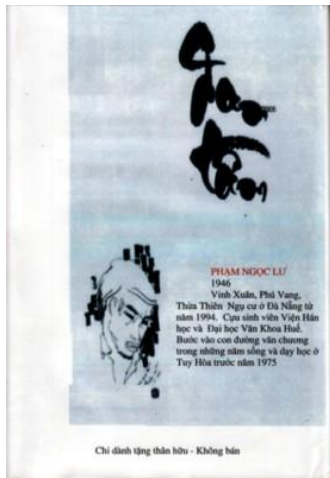 PHẠM NGỌC LƯ
1946
Vinh Xuân, Phú Vang,
Thừa Thiên Ngụ cư ở Đà Nẵng từ
năm 1994. Cựu sinh viên Viện Hán
học và Đại học Văn Khoa Huế.
Bước vào con đường văn chương
trong những năm sống và dạy học ở
Tuy Hòa trước năm 1975
Chỉ dành tặng thân hữu - Không bán